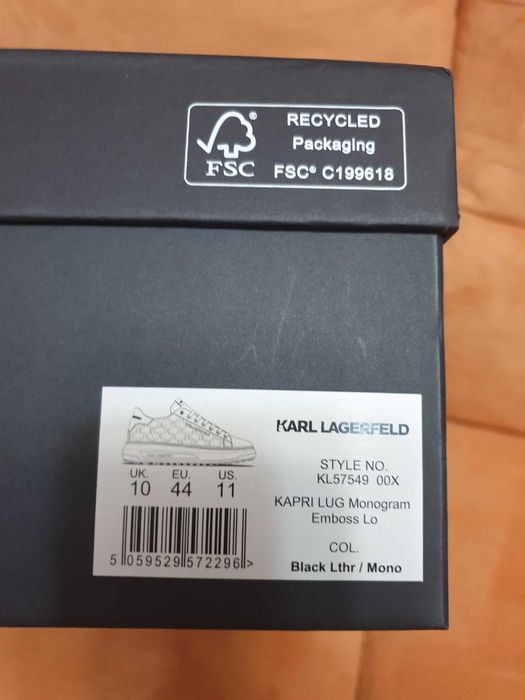 RECYCLED
Packaging
FSC® C199618
®
FSC
KARL LAGERFELD
STYLE NO.
KL57549 00X
KAPRI LUG Monogram
Emboss Lo
COL.
Black Lthr / Mono
UK. EU. US.
10 44 11
5 059529 572296>